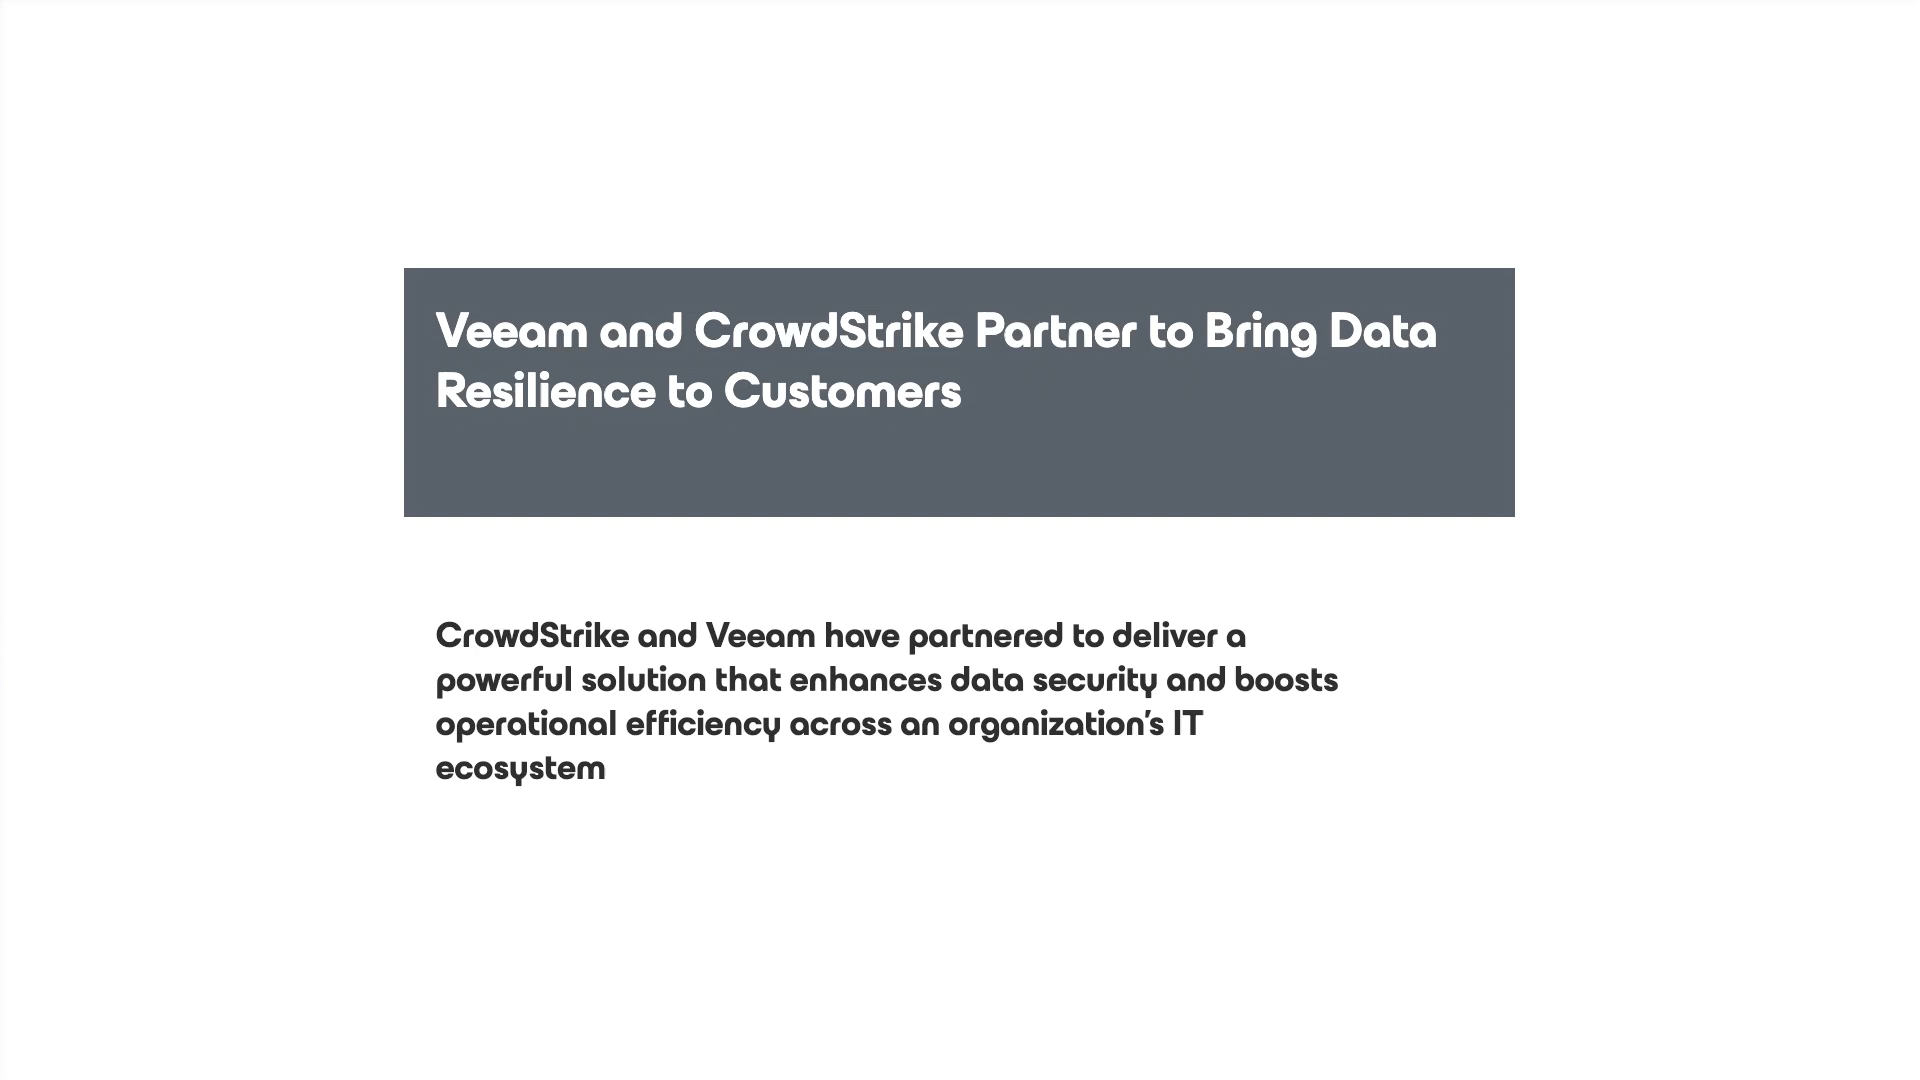 Veeam and CrowdStrike Partner to Bring Data
Resilience to Customers
CrowdStrike and Veeam have partnered to deliver a
powerful solution that enhances data security and boosts
operational efficiency across an organization’s IT
ecosystem